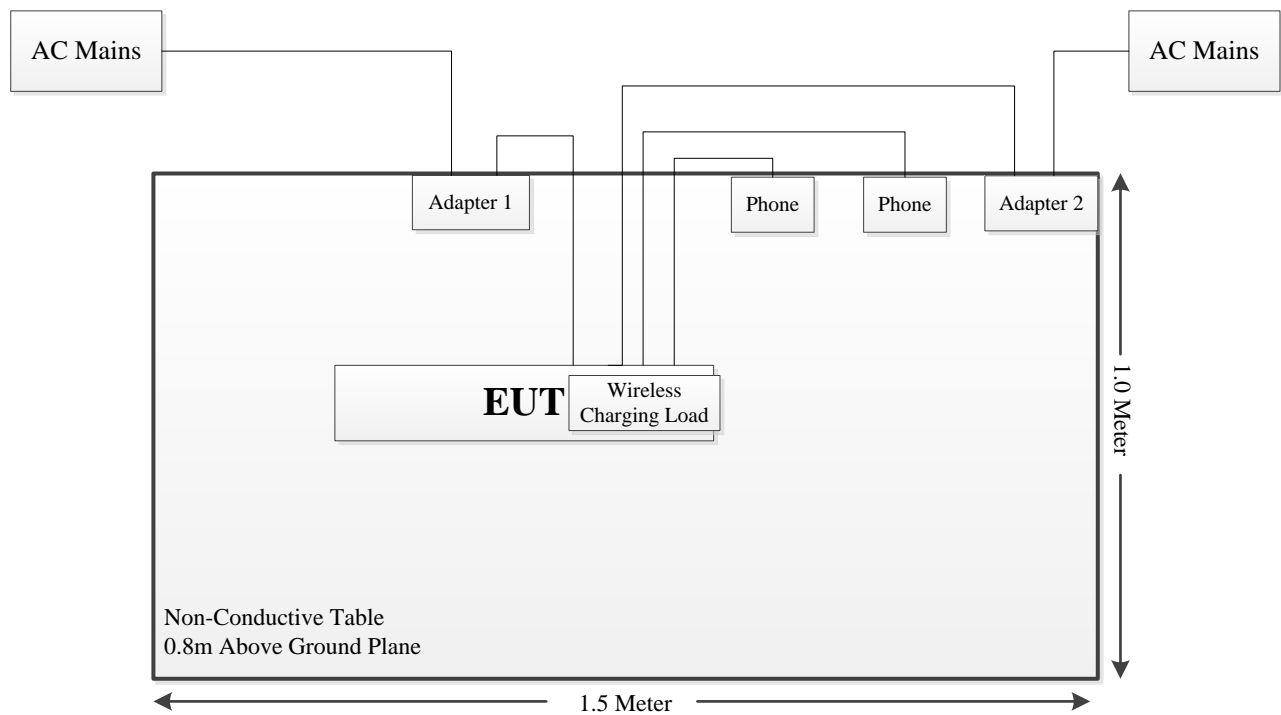 AC Mains
AC Mains
Adapter 1
Phone
Phone
Adapter 2
EUT
Wireless
Charging Load
1.0 Meter
Non-Conductive Table
0.8m Above Ground Plane
1.5 Meter